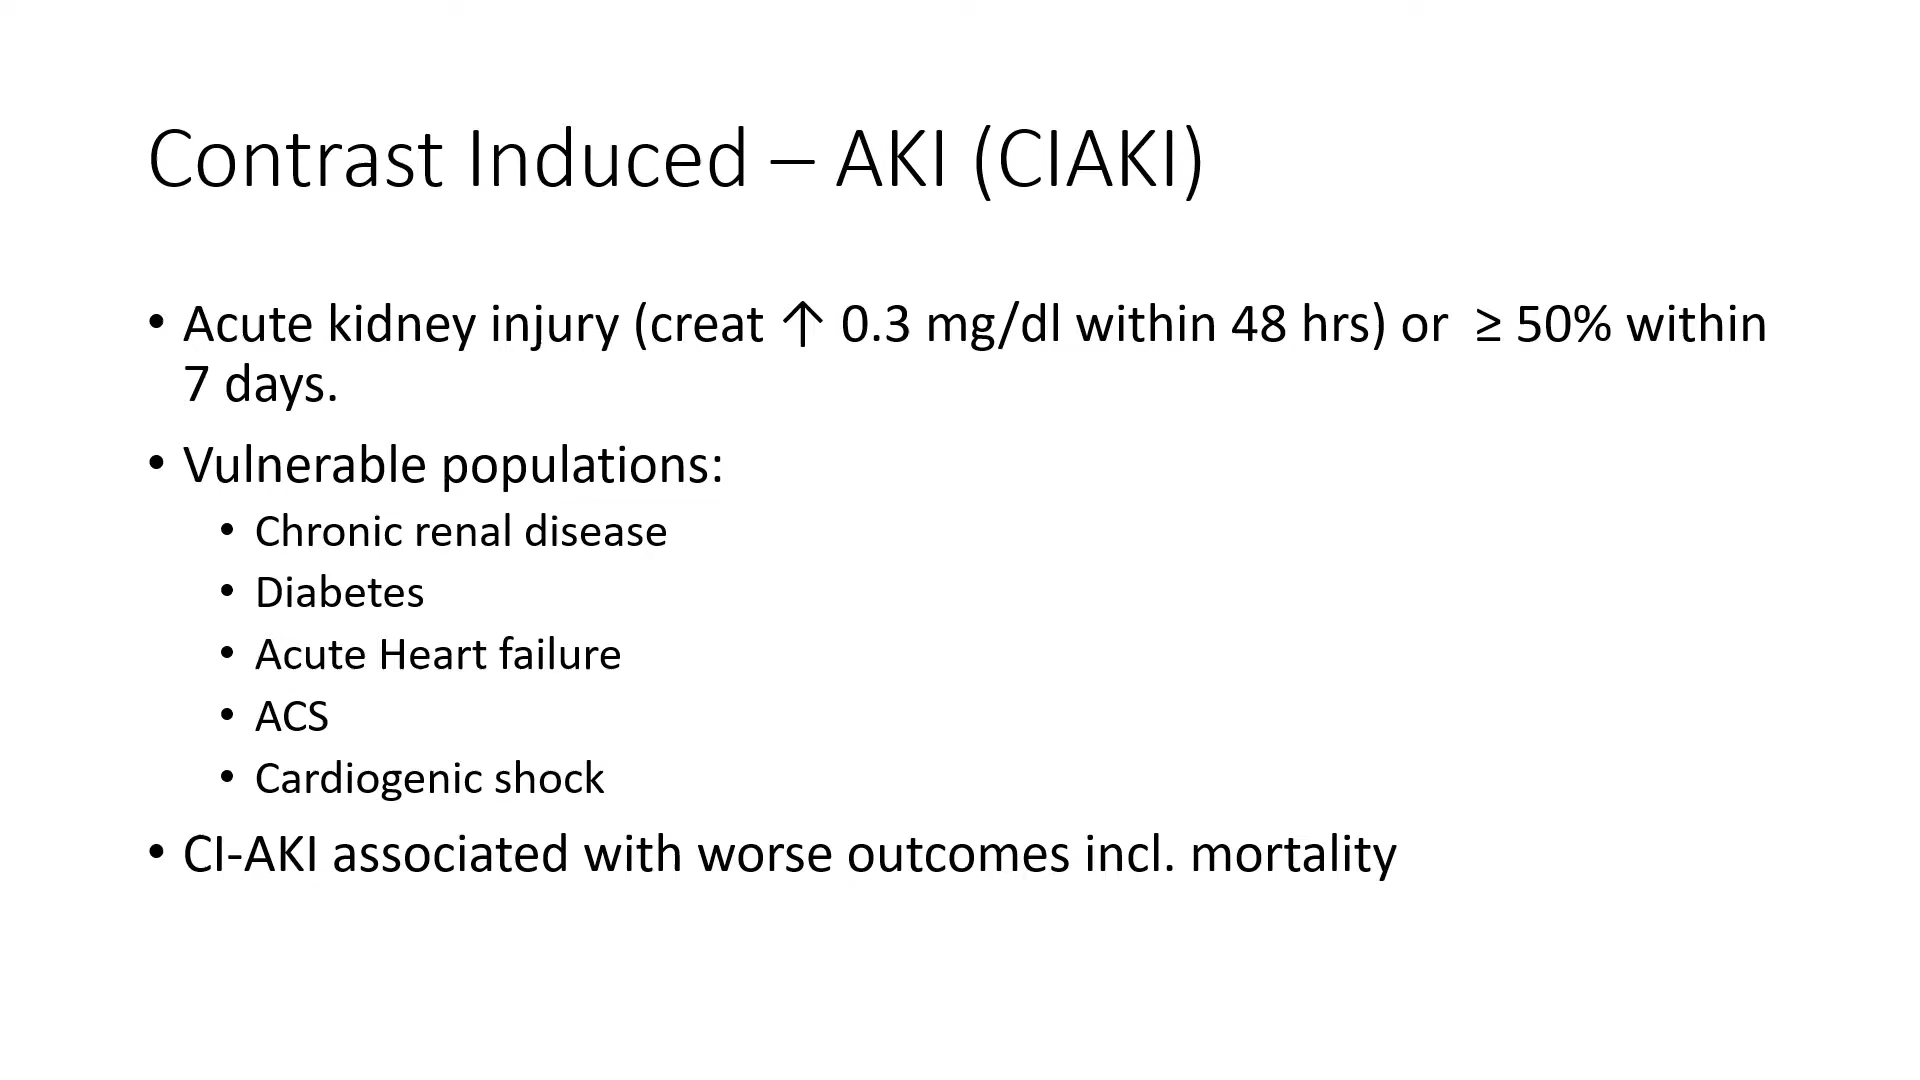 Contrast Induced – AKI (CIAKI)
• Acute kidney injury (creat ↑ 0.3 mg/dl within 48 hrs) or ≥ 50% within
7 days.
• Vulnerable populations:
• Chronic renal disease
• Diabetes
• Acute Heart failure
• ACS
• Cardiogenic shock
• CI-AKI associated with worse outcomes incl. mortality